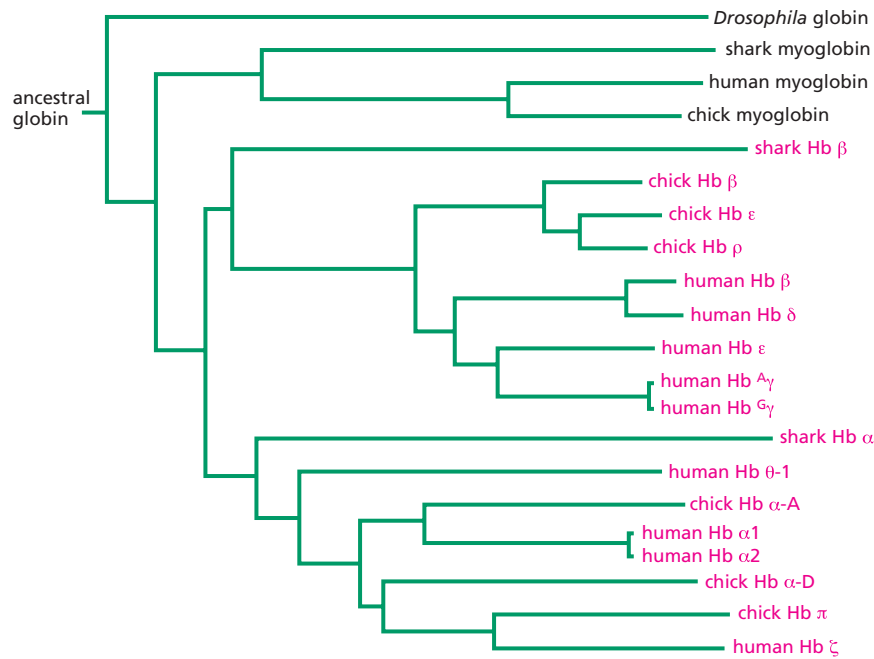 Drosophila globin
shark myoglobin
human myoglobin
ancestral
globin
chick myoglobin
shark Hb β
chick Hb β
chick Hb ε
chick Hb ρ
human Hb β
human Hb δ
human Hb ε
human Hb ᴬγ
human Hb ᴳγ
shark Hb α
human Hb θ-1
chick Hb α-A
human Hb α1
human Hb α2
chick Hb α-D
chick Hb π
human Hb ζ